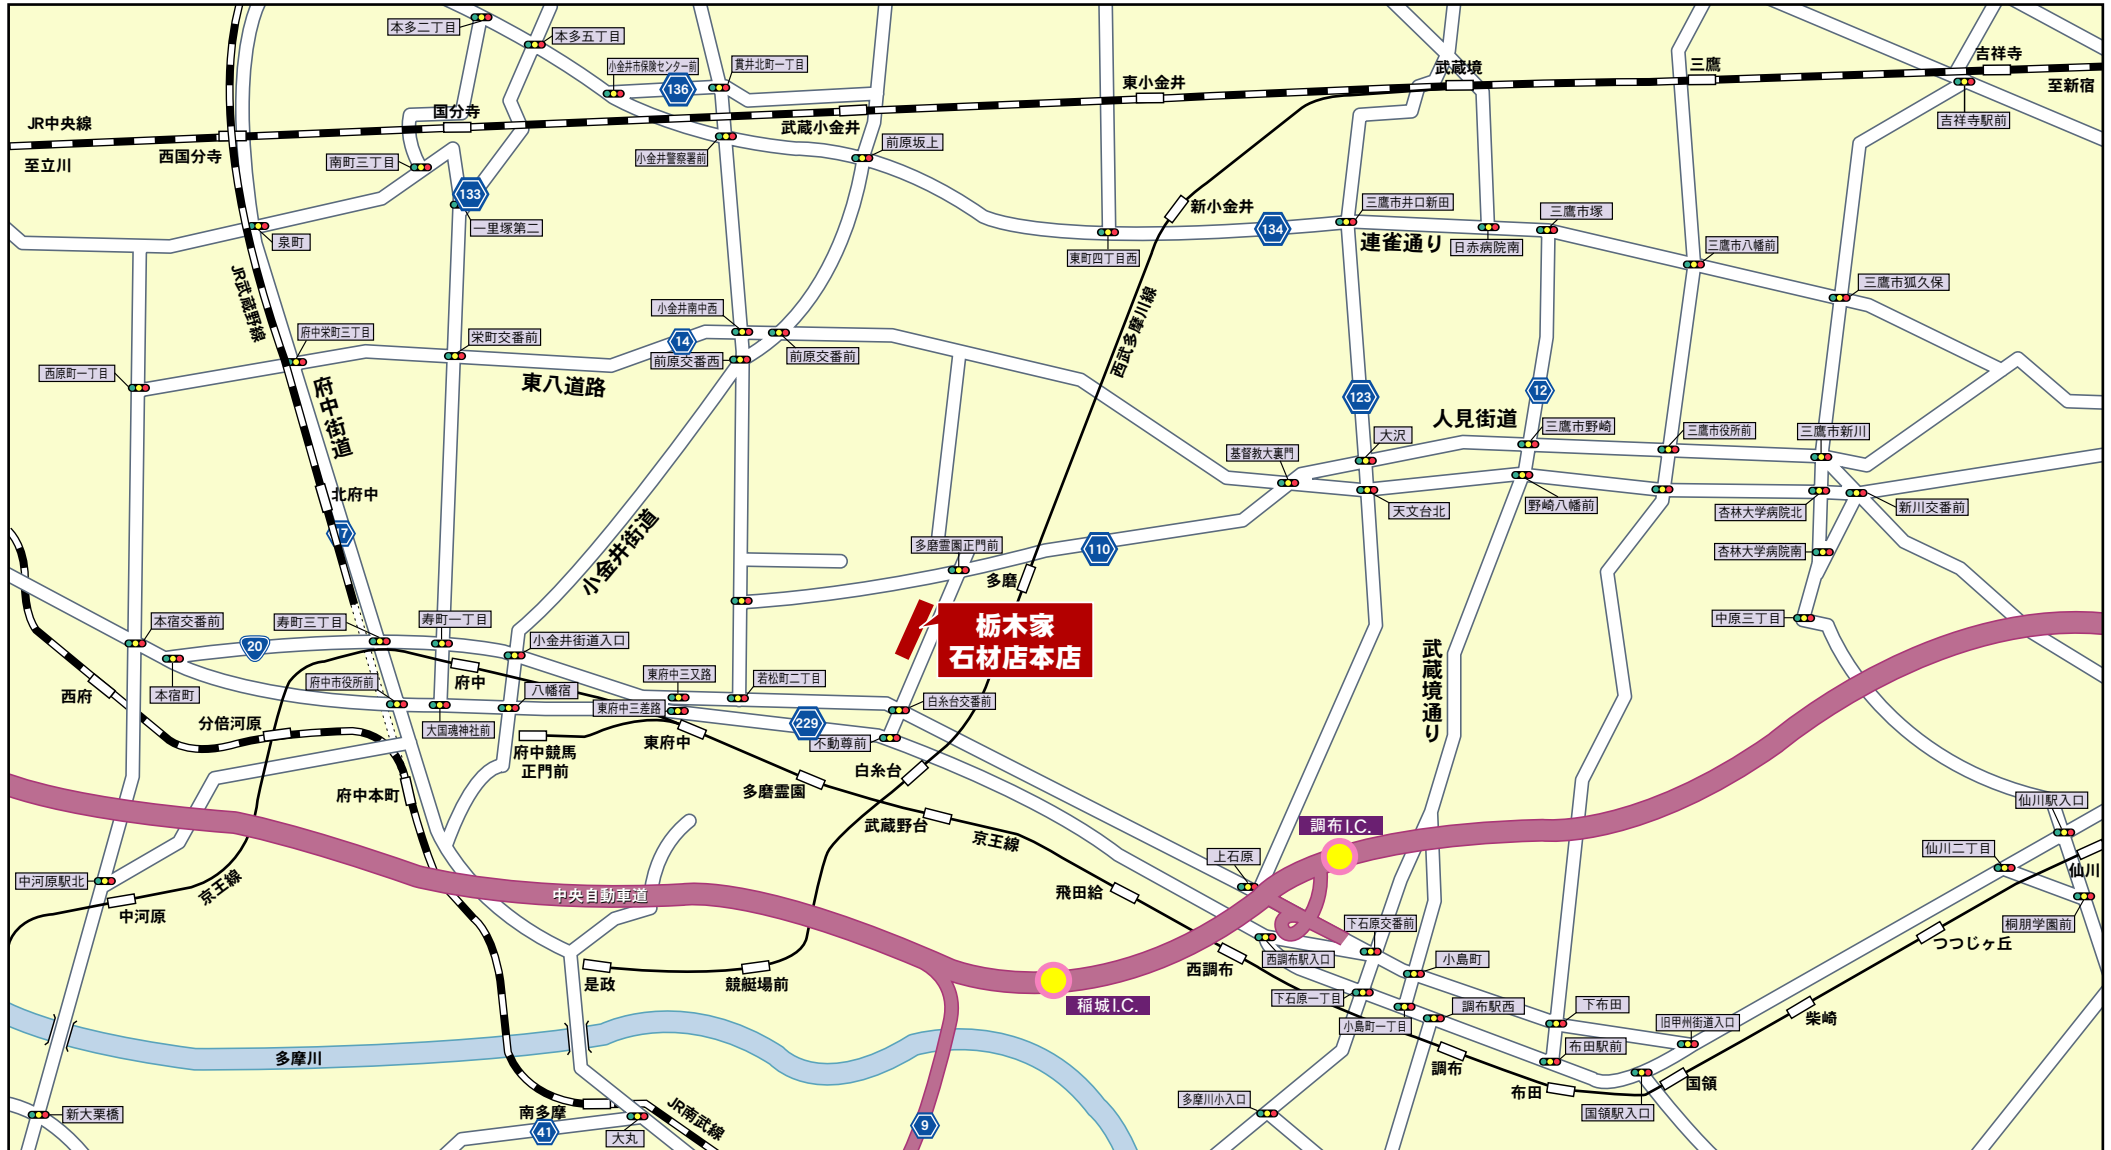 本多二丁目
本多五丁目
小金井市保険センター前
貫井北町一丁目
136
吉祥寺
三鷹
武蔵境
至新宿
東小金井
国分寺
JR中央線
武蔵小金井
吉祥寺駅前
西国分寺
至立川
南町三丁目
小金井警察署前
前原坂上
133
新小金井
三鷹市井口新田
三鷹市塚
一里塚第二
134
泉町
連雀通り
日赤病院南
三鷹市八幡前
東町四丁目西
JR武蔵野線
三鷹市狐久保
小金井南中西
西武多摩川線
府中栄町三丁目
栄町交番前
14
前原交番西
前原交番前
西原町一丁目
東八道路
府中街道
123
12
人見街道
三鷹市野崎
大沢
三鷹市役所前
三鷹市新川
基督教大裏門
北府中
天文台北
野崎八幡前
杏林大学病院北
新川交番前
17
小金井街道
多磨霊園正門前
110
杏林大学病院南
多磨
栃木家
石材店本店
中原三丁目
本宿交番前
寿町三丁目
寿町一丁目
小金井街道入口
20
武蔵境通り
東府中三又路
若松町二丁目
西府
本宿町
府中市役所前
府中
八幡宿
白糸台交番前
東府中三差路
分倍河原
大国魂神社前
229
府中競馬
正門前
東府中
不動尊前
白糸台
府中本町
多磨霊園
武蔵野台
京王線
調布I.C.
仙川駅入口
上石原
仙川二丁目
仙川
中河原駅北
京王線
中央自動車道
飛田給
中河原
下石原交番前
桐朋学園前
つつじヶ丘
西調布駅入口
小島町
西調布
是政
競艇場前
稲城I.C.
下石原一丁目
調布駅西
下布田
小島町一丁目
旧甲州街道入口
柴崎
多摩川
布田駅前
調布
布田
国領
多摩川小入口
国領駅入口
新大栗橋
南多摩
JR南武線
41
大丸
9